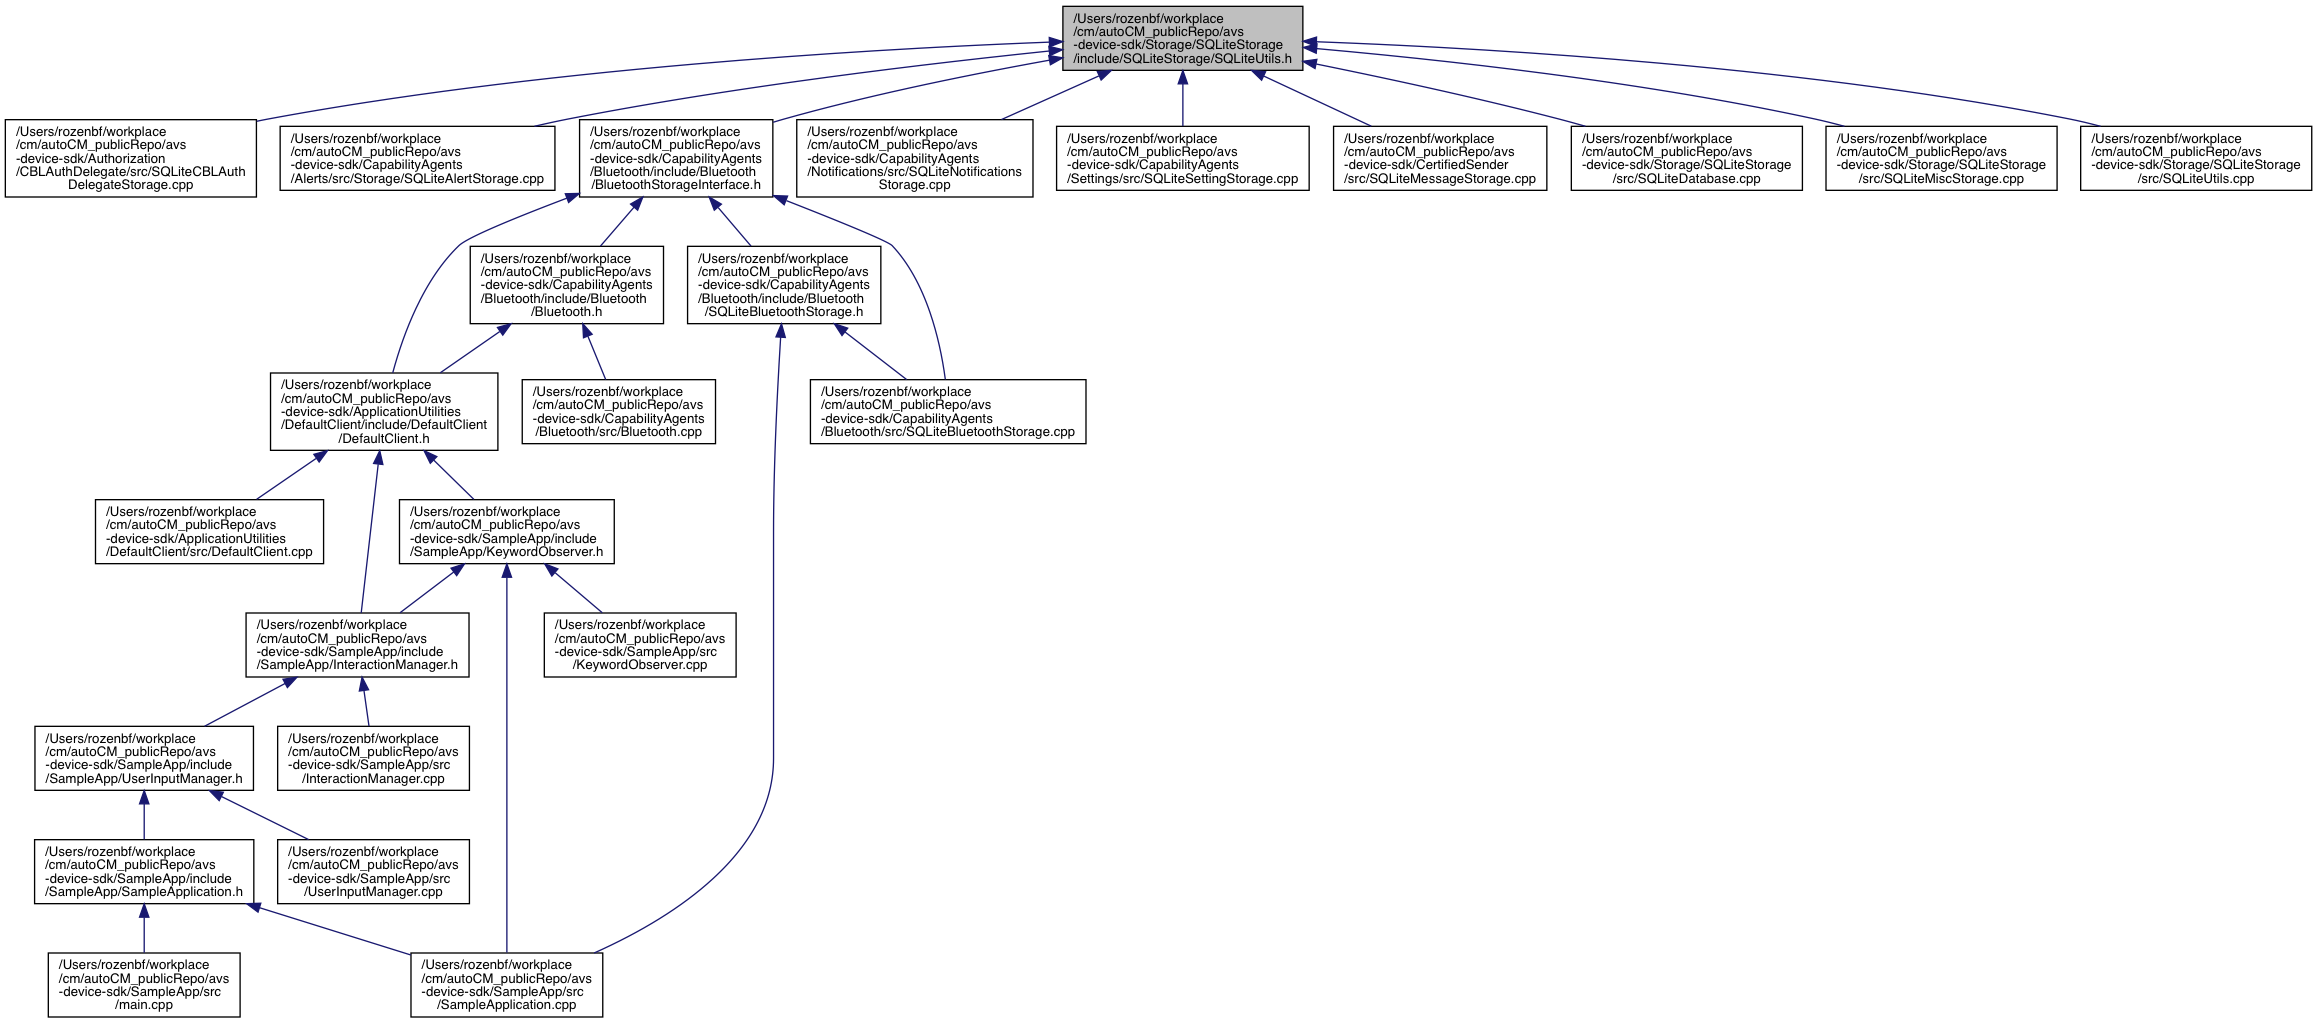 /Users/rozenbf/workplace
/cm/autoCM_publicRepo/avs
-device-sdk/Storage/SQLiteStorage
/include/SQLiteStorage/SQLiteUtils.h
/Users/rozenbf/workplace
/cm/autoCM_publicRepo/avs
-device-sdk/Authorization
/CBLAuthDelegate/src/SQLiteCBLAuth
DelegateStorage.cpp
/Users/rozenbf/workplace
/cm/autoCM_publicRepo/avs
-device-sdk/CapabilityAgents
/Alerts/src/Storage/SQLiteAlertStorage.cpp
/Users/rozenbf/workplace
/cm/autoCM_publicRepo/avs
-device-sdk/CapabilityAgents
/Bluetooth/include/Bluetooth
/BluetoothStorageInterface.h
/Users/rozenbf/workplace
/cm/autoCM_publicRepo/avs
-device-sdk/CapabilityAgents
/Notifications/src/SQLiteNotifications
Storage.cpp
/Users/rozenbf/workplace
/cm/autoCM_publicRepo/avs
-device-sdk/CapabilityAgents
/Settings/src/SQLiteSettingStorage.cpp
/Users/rozenbf/workplace
/cm/autoCM_publicRepo/avs
-device-sdk/CertifiedSender
/src/SQLiteMessageStorage.cpp
/Users/rozenbf/workplace
/cm/autoCM_publicRepo/avs
-device-sdk/Storage/SQLiteStorage
/src/SQLiteDatabase.cpp
/Users/rozenbf/workplace
/cm/autoCM_publicRepo/avs
-device-sdk/Storage/SQLiteStorage
/src/SQLiteMiscStorage.cpp
/Users/rozenbf/workplace
/cm/autoCM_publicRepo/avs
-device-sdk/Storage/SQLiteStorage
/src/SQLiteUtils.cpp
/Users/rozenbf/workplace
/cm/autoCM_publicRepo/avs
-device-sdk/CapabilityAgents
/Bluetooth/include/Bluetooth
/Bluetooth.h
/Users/rozenbf/workplace
/cm/autoCM_publicRepo/avs
-device-sdk/CapabilityAgents
/Bluetooth/include/Bluetooth
/SQLiteBluetoothStorage.h
/Users/rozenbf/workplace
/cm/autoCM_publicRepo/avs
-device-sdk/ApplicationUtilities
/DefaultClient/include/DefaultClient
/DefaultClient.h
/Users/rozenbf/workplace
/cm/autoCM_publicRepo/avs
-device-sdk/CapabilityAgents
/Bluetooth/src/Bluetooth.cpp
/Users/rozenbf/workplace
/cm/autoCM_publicRepo/avs
-device-sdk/CapabilityAgents
/Bluetooth/src/SQLiteBluetoothStorage.cpp
/Users/rozenbf/workplace
/cm/autoCM_publicRepo/avs
-device-sdk/ApplicationUtilities
/DefaultClient/src/DefaultClient.cpp
/Users/rozenbf/workplace
/cm/autoCM_publicRepo/avs
-device-sdk/SampleApp/include
/SampleApp/KeywordObserver.h
/Users/rozenbf/workplace
/cm/autoCM_publicRepo/avs
-device-sdk/SampleApp/include
/SampleApp/InteractionManager.h
/Users/rozenbf/workplace
/cm/autoCM_publicRepo/avs
-device-sdk/SampleApp/src
/KeywordObserver.cpp
/Users/rozenbf/workplace
/cm/autoCM_publicRepo/avs
-device-sdk/SampleApp/include
/SampleApp/UserInputManager.h
/Users/rozenbf/workplace
/cm/autoCM_publicRepo/avs
-device-sdk/SampleApp/src
/InteractionManager.cpp
/Users/rozenbf/workplace
/cm/autoCM_publicRepo/avs
-device-sdk/SampleApp/include
/SampleApp/SampleApplication.h
/Users/rozenbf/workplace
/cm/autoCM_publicRepo/avs
-device-sdk/SampleApp/src
/UserInputManager.cpp
/Users/rozenbf/workplace
/cm/autoCM_publicRepo/avs
-device-sdk/SampleApp/src
/main.cpp
/Users/rozenbf/workplace
/cm/autoCM_publicRepo/avs
-device-sdk/SampleApp/src
/SampleApplication.cpp